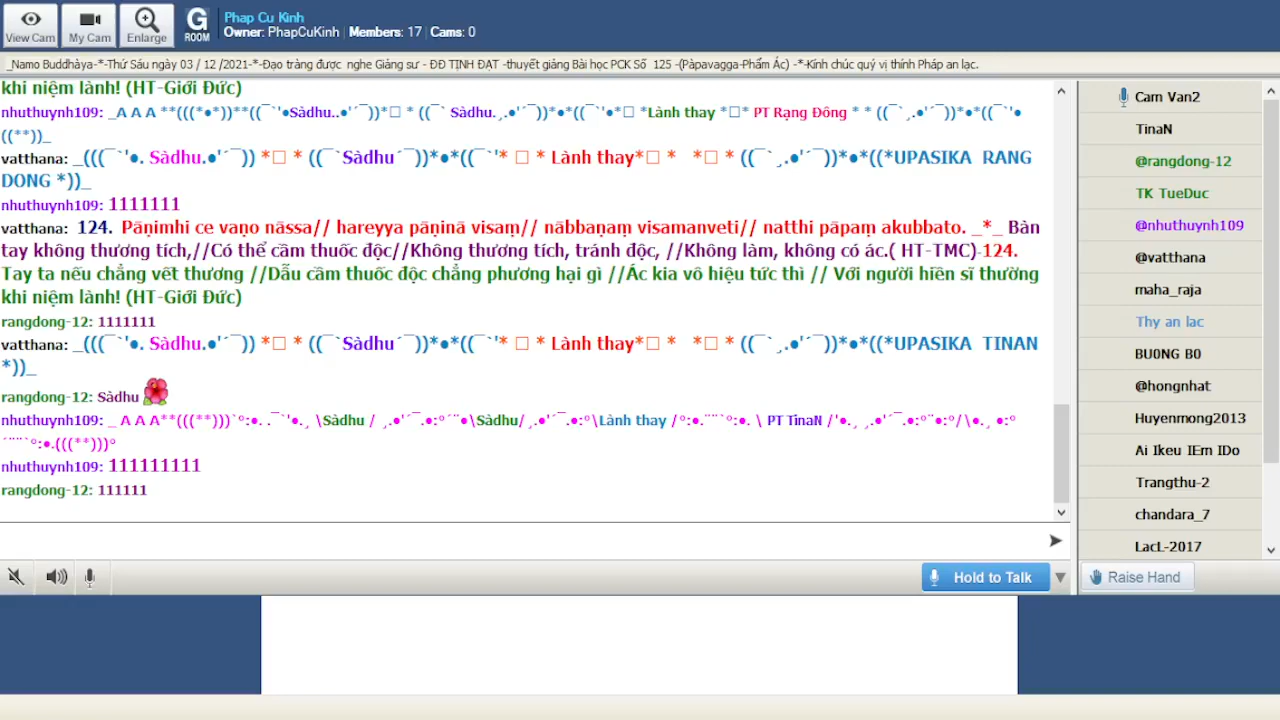 View Cam
My Cam
Enlarge
G
ROOM
Phap Cu Kinh
Owner: PhapCuKinh | Members: 17 | Cams: 0
_Namo Buddhàya-*-Thứ Sáu ngày 03 / 12 /2021-*-Đạo tràng được nghe Giảng sư - ĐĐ TỊNH ĐẠT -thuyết giảng Bài học PCK Số 125 -(Pàpavagga-Phẩm Ác) -*-Kính chúc quý vị thính Pháp an lạc.
khi niệm lành! (HT-Giới Đức)
nhuthuynh109: _A A A **(((*●*))**((¯`'●Sàdhu..●'´¯))*□ * ((¯` Sàdhu.¸.●'´¯))*●*((¯`'●*□ *Lành thay *□* PT Rạng Đông * * ((¯`¸.●'´¯))*●*((¯`'●
((**))_
vatthana: _(((¯`'●. Sàdhu.●'´¯)) *□ * ((¯`Sàdhu´¯))*●*((¯`'* □ * Lành thay*□ * *□ * ((¯`¸.●'´¯))*●*((*UPASIKA RANG
DONG *))_
nhuthuynh109: 1111111
vatthana: 124. Pāṇimhi ce vaṇo nāssa// hareyya pāṇinā visaṃ// nābbaṇaṃ visamanveti// natthi pāpaṃ akubbato. _*_ Bàn
tay không thương tích,//Có thể cầm thuốc độc//Không thương tích, tránh độc, //Không làm, không có ác.( HT-TMC)-124.
Tay ta nếu chẳng vết thương //Dẫu cầm thuốc độc chẳng phương hại gì //Ác kia vô hiệu tức thì // Với người hiền sĩ thường
khi niệm lành! (HT-Giới Đức)
rangdong-12: 1111111
vatthana: _(((¯`'●. Sàdhu.●'´¯)) *□ * ((¯`Sàdhu´¯))*●*((¯`'* □ * Lành thay*□ * *□ * ((¯`¸.●'´¯))*●*((*UPASIKA TINAN
*))_
rangdong-12: Sàdhu
nhuthuynh109: _ A A A**(((**)))`°:●. .¯`'●.¸ \Sàdhu / ¸.●'´¯.●:°´¨●\Sàdhu/¸.●'´¯.●:°\Lành thay /°:●.¨¨`°:●. \ PT TinaN /'●.¸ ¸.●'´¯.●:°¨●:°/\●.¸ ●:°
´¨¨`°:●.(((**)))°
nhuthuynh109: 111111111
rangdong-12: 111111
Hold to Talk
Cam Van2
TinaN
@rangdong-12
TK TueDuc
@nhuthuynh109
@vatthana
maha_raja
Thy an lac
BU0NG B0
@hongnhat
Huyenmong2013
Ai Ikeu IEm IDo
Trangthu-2
chandara_7
LacL-2017
Raise Hand